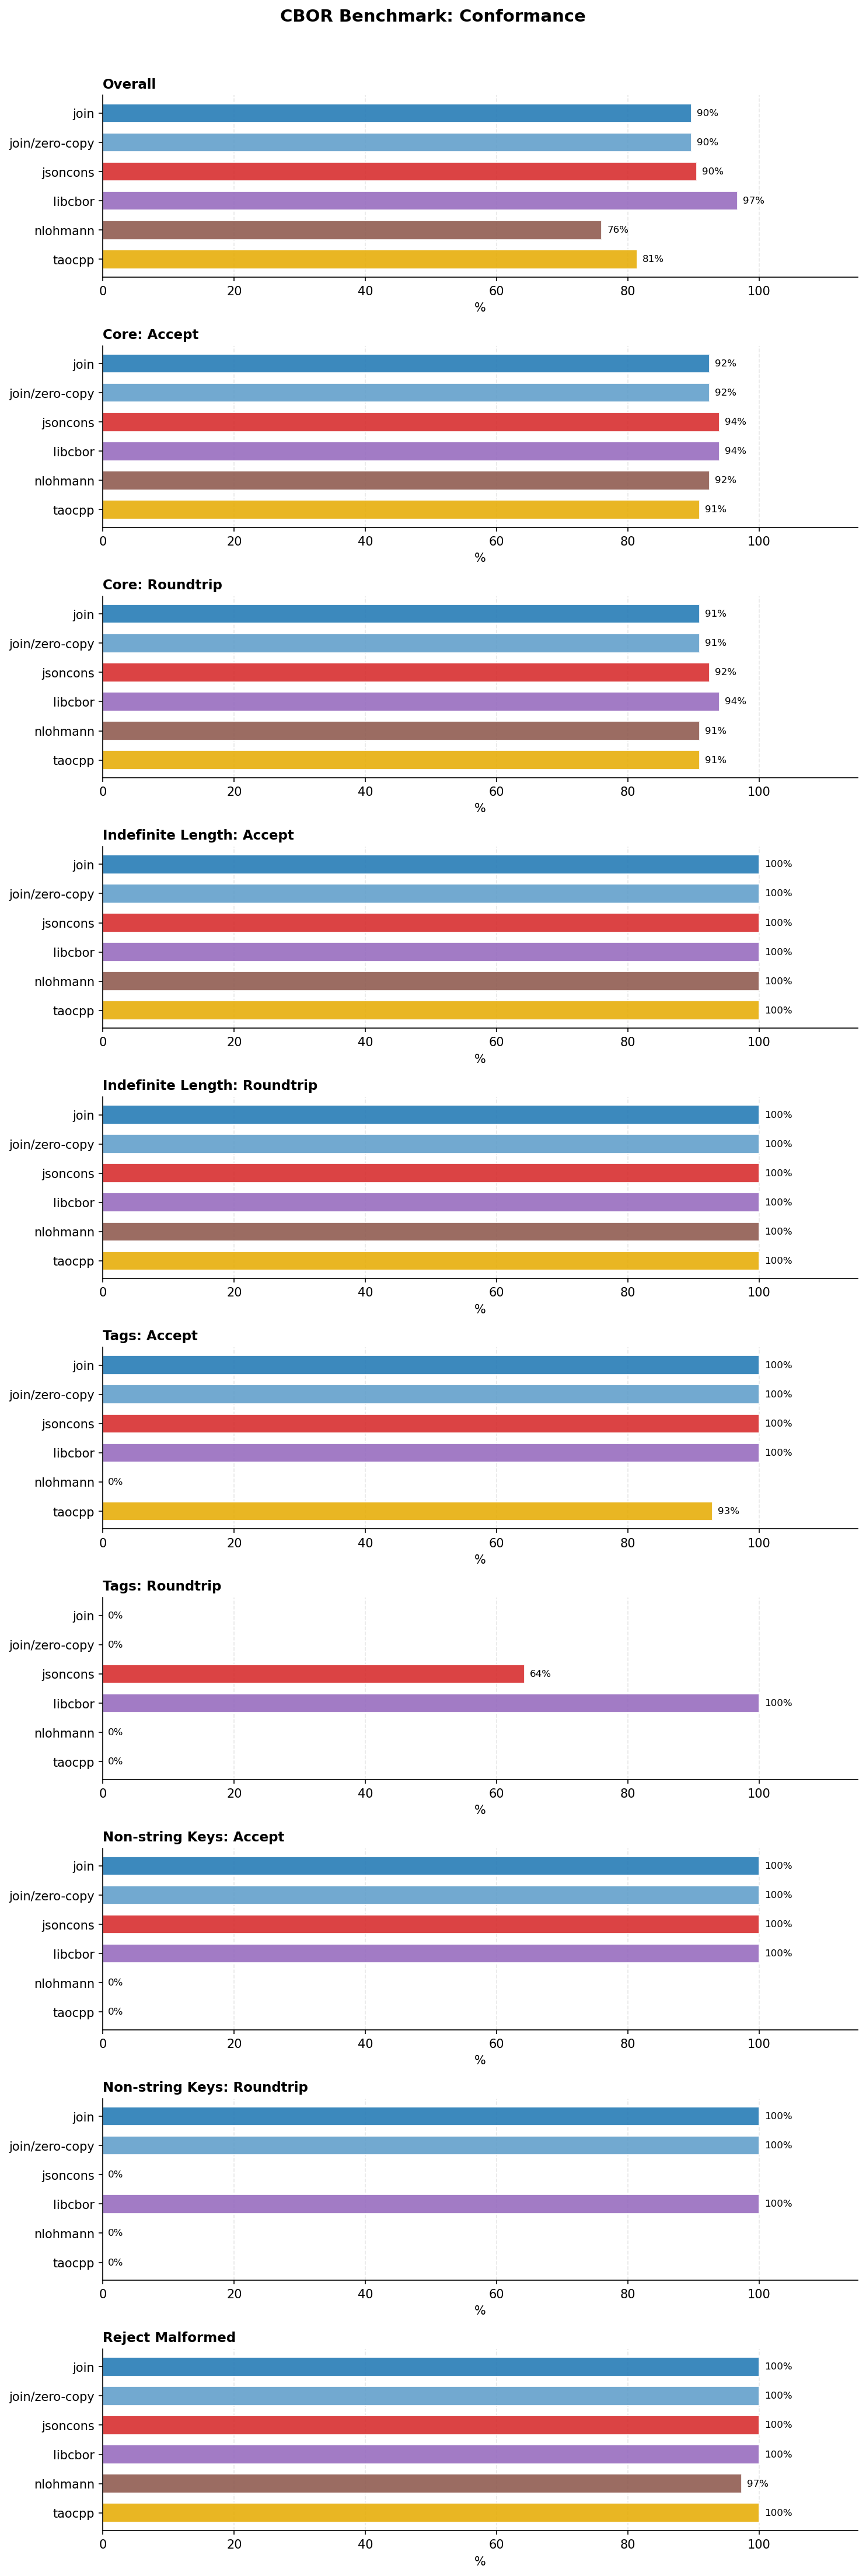 CBOR Benchmark: Conformance
Overall
join 90%
join/zero-copy 90%
jsoncons 90%
libcbor 97%
nlohmann 76%
taocpp 81%
0 20 40 60 80 100
%
Core: Accept
join 92%
join/zero-copy 92%
jsoncons 94%
libcbor 94%
nlohmann 92%
taocpp 91%
0 20 40 60 80 100
%
Core: Roundtrip
join 91%
join/zero-copy 91%
jsoncons 92%
libcbor 94%
nlohmann 91%
taocpp 91%
0 20 40 60 80 100
%
Indefinite Length: Accept
join 100%
join/zero-copy 100%
jsoncons 100%
libcbor 100%
nlohmann 100%
taocpp 100%
0 20 40 60 80 100
%
Indefinite Length: Roundtrip
join 100%
join/zero-copy 100%
jsoncons 100%
libcbor 100%
nlohmann 100%
taocpp 100%
0 20 40 60 80 100
%
Tags: Accept
join 100%
join/zero-copy 100%
jsoncons 100%
libcbor 100%
nlohmann 0%
taocpp 93%
0 20 40 60 80 100
%
Tags: Roundtrip
join 0%
join/zero-copy 0%
jsoncons 64%
libcbor 100%
nlohmann 0%
taocpp 0%
0 20 40 60 80 100
%
Non-string Keys: Accept
join 100%
join/zero-copy 100%
jsoncons 100%
libcbor 100%
nlohmann 0%
taocpp 0%
0 20 40 60 80 100
%
Non-string Keys: Roundtrip
join 100%
join/zero-copy 100%
jsoncons 0%
libcbor 100%
nlohmann 0%
taocpp 0%
0 20 40 60 80 100
%
Reject Malformed
join 100%
join/zero-copy 100%
jsoncons 100%
libcbor 100%
nlohmann 97%
taocpp 100%
0 20 40 60 80 100
%